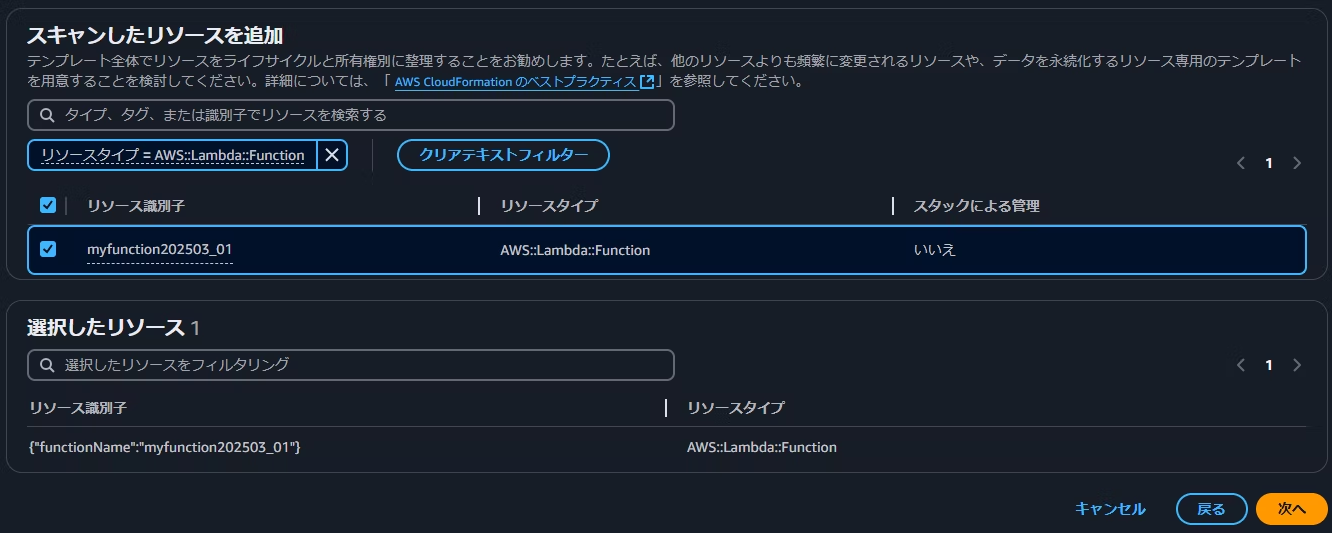 スキャンしたリソースを追加
テンプレート全体でリソースをライフサイクルと所有権別に整理することをお勧めします。たとえば、他のリソースよりも頻繁に変更されるリソースや、データを永続化するリソース専用のテンプレート
を用意することを検討してください。詳細については、「 AWS CloudFormation のベストプラクティス 」を参照してください。
タイプ、タグ、または識別子でリソースを検索する
リソースタイプ = AWS::Lambda::Function クリアテキストフィルター 1
リソース識別子 リソースタイプ スタックによる管理
myfunction202503_01 AWS::Lambda::Function いいえ
選択したリソース 1
選択したリソースをフィルタリング 1
リソース識別子 リソースタイプ
{"functionName":"myfunction202503_01"} AWS::Lambda::Function
キャンセル 戻る 次へ